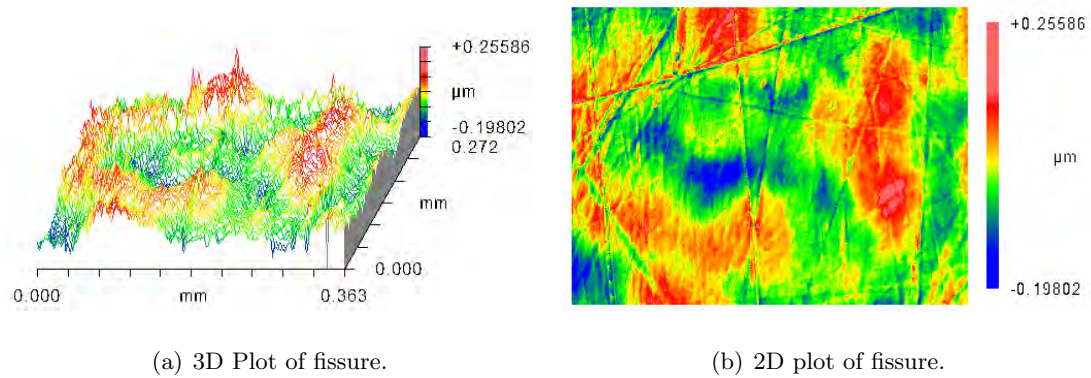 +0.25586
µm
-0.19802
0.272
mm
0.000
0.000 mm 0.363
+0.25586
µm
-0.19802
(a) 3D Plot of fissure.
(b) 2D plot of fissure.